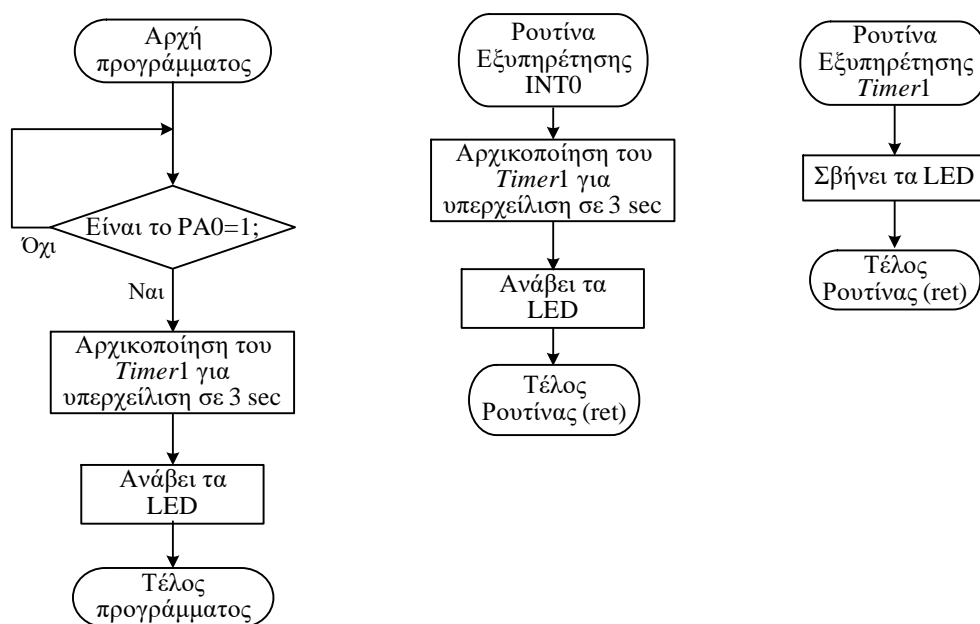 Αρχή
προγράμματος
Είναι το PA0=1;
Όχι
Ναι
Αρχικοποίηση του
Timer1 για
υπερχείλιση σε 3 sec
Ανάβει τα
LED
Τέλος
προγράμματος
Ρουτίνα
Εξυπηρέτησης
INT0
Αρχικοποίηση του
Timer1 για
υπερχείλιση σε 3 sec
Ανάβει τα
LED
Τέλος
Ρουτίνας (ret)
Ρουτίνα
Εξυπηρέτησης
Timer1
Σβήνει τα LED
Τέλος
Ρουτίνας (ret)